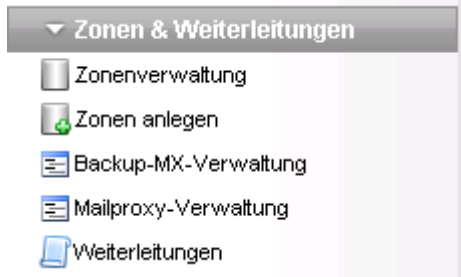 Zonen & Weiterleitungen
Zonenverwaltung
Zonen anlegen
Backup-MX-Verwaltung
Mailproxy-Verwaltung
Weiterleitungen